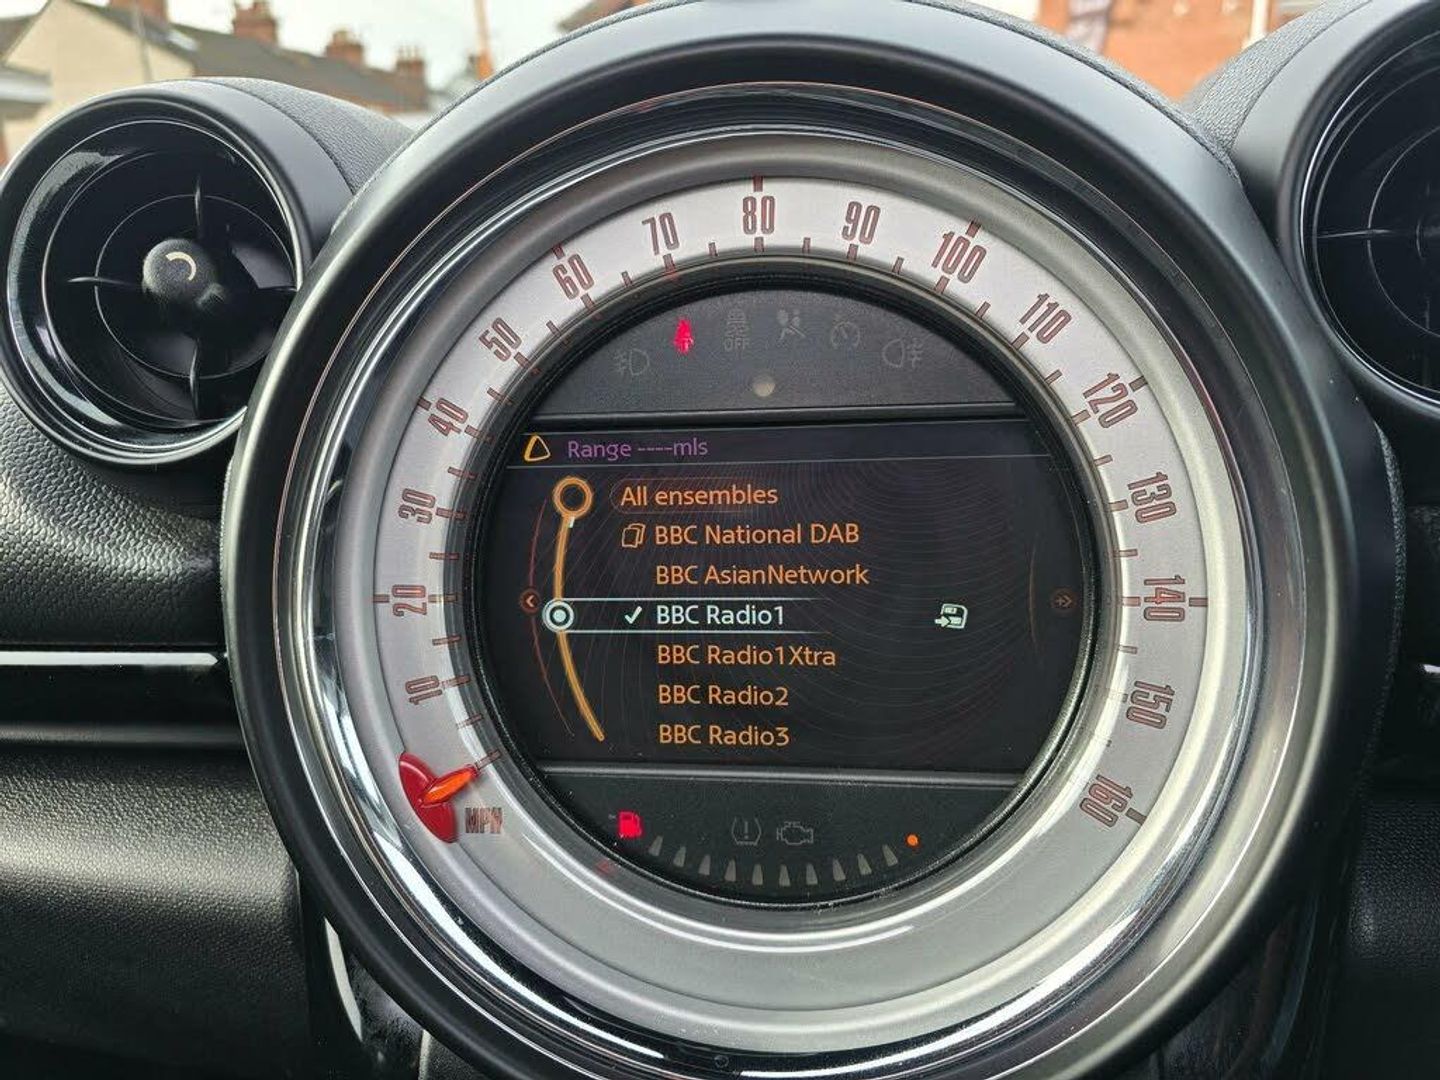 10
20
30
40
50
60
70
80
90
100
110
120
130
140
150
160
MPH
OFF
Range ----mls
All ensembles
BBC National DAB
BBC AsianNetwork
BBC Radio1
BBC Radio1Xtra
BBC Radio2
BBC Radio3